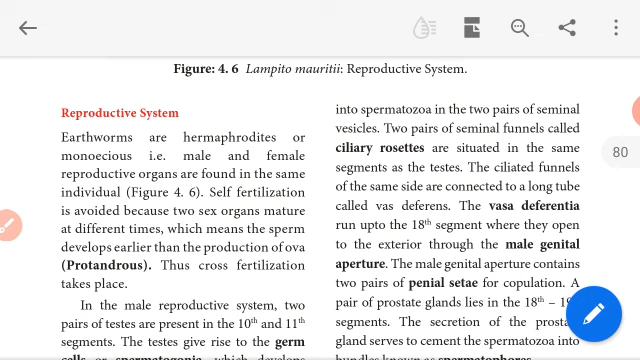 Figure: 4. 6 Lampito mauritii: Reproductive System.
Reproductive System
Earthworms are hermaphrodites or
monoecious i.e. male and female
reproductive organs are found in the same
individual (Figure 4. 6). Self fertilization
is avoided because two sex organs mature
at different times, which means the sperm
develops earlier than the production of ova
(Protandrous). Thus cross fertilization
takes place.
In the male reproductive system, two
pairs of testes are present in the 10th and 11th
segments. The testes give rise to the germ
cells or spermatogonia, which develops
into spermatozoa in the two pairs of seminal
vesicles. Two pairs of seminal funnels called
ciliary rosettes are situated in the same
segments as the testes. The ciliated funnels
of the same side are connected to a long tube
called vas deferens. The vasa deferentia
run upto the 18th segment where they open
to the exterior through the male genital
aperture. The male genital aperture contains
two pairs of penial setae for copulation. A
pair of prostate glands lies in the 18th –
segments. The secretion of the
gland serves to cement the spermatozoa into
bundles known as spermatophores.
80